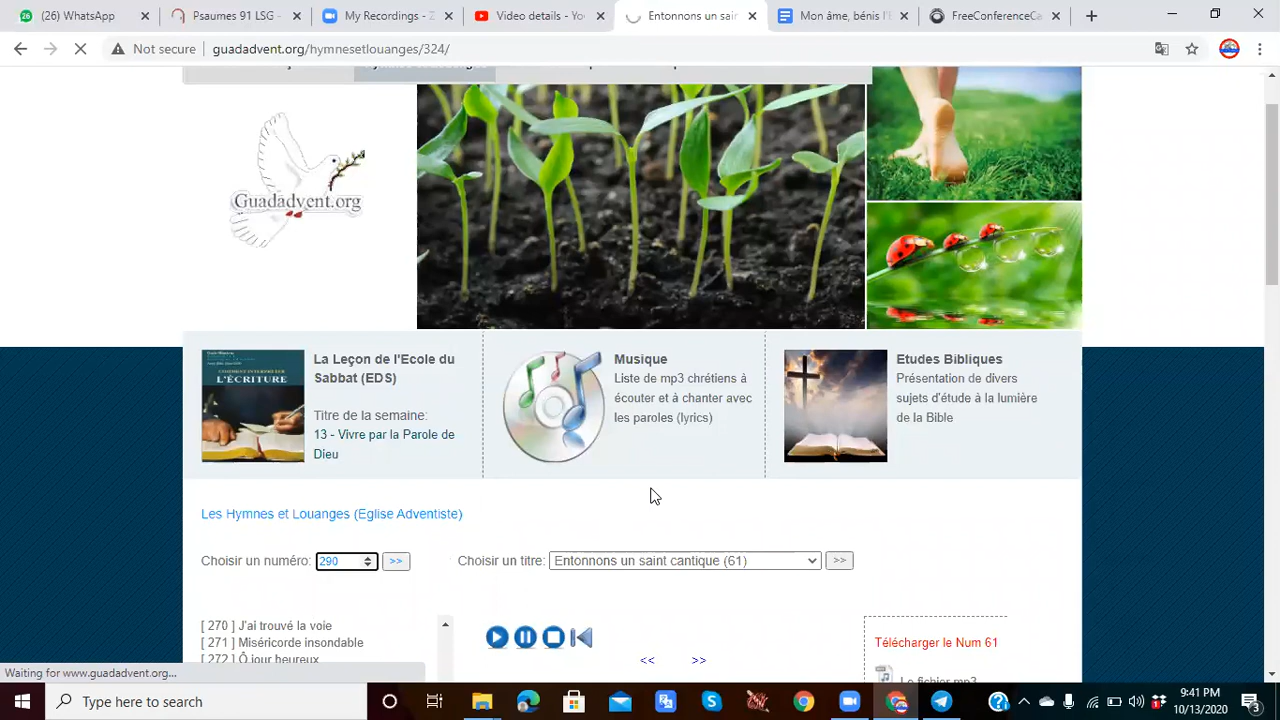 (26) WhatsApp
Psaumes 91 LSG -
My Recordings - Z
Video details - You
Entonnons un sain
Mon âme, bénis l'E
FreeConferenceCa
Not secure
guadadvent.org/hymnesetlouanges/324/
Guadadvent.org
La Leçon de l'Ecole du
Sabbat (EDS)
Titre de la semaine:
13 - Vivre par la Parole de
Dieu
L'ÉCRITURE
Musique
Liste de mp3 chrétiens à
écouter et à chanter avec
les paroles (lyrics)
Etudes Bibliques
Présentation de divers
sujets d'étude à la lumière
de la Bible
Les Hymnes et Louanges (Eglise Adventiste)
Choisir un numéro: 290 >>
Choisir un titre: Entonnons un saint cantique (61) >>
[ 270 ] J'ai trouvé la voie
[ 271 ] Miséricorde insondable
[ 272 ] Ô jour heureux
<< >>
Télécharger le Num 61
Le fichier mp3
Waiting for www.guadadvent.org...
Type here to search
9:41 PM
10/13/2020
3